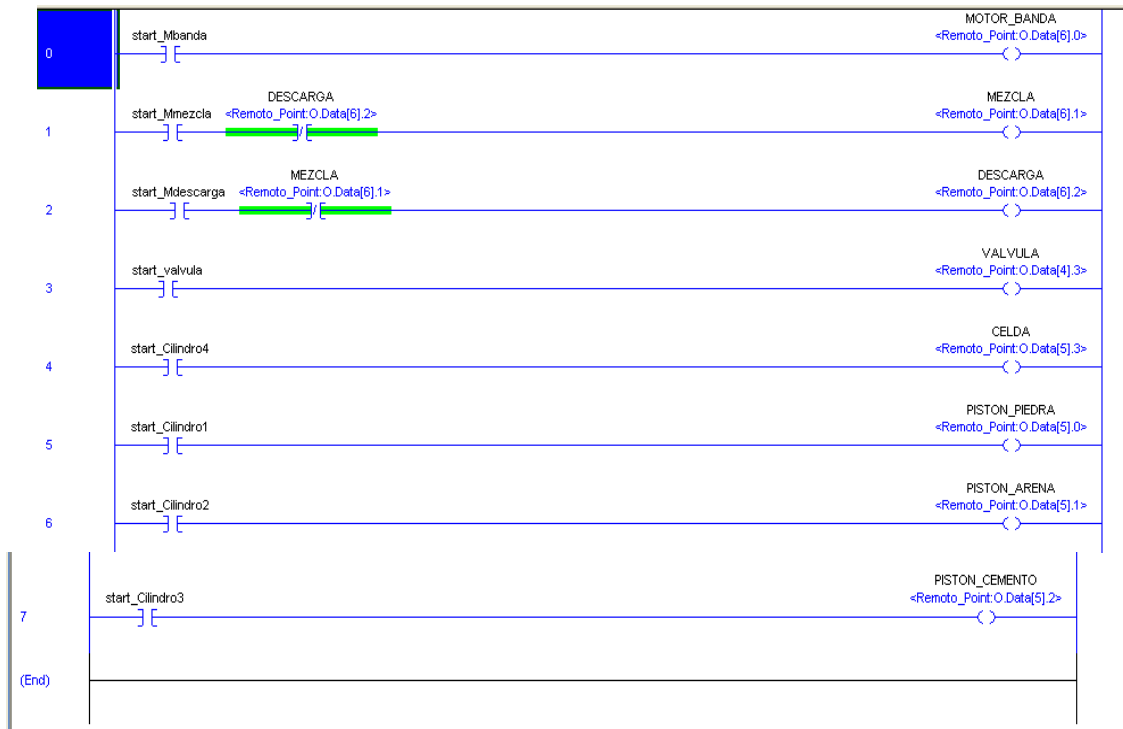 MOTOR_BANDA
start_Mbanda <Remoto_Point:O.Data[6].0>
0
DESCARGA MEZCLA
start_Mmezcla <Remoto_Point:O.Data[6].2> <Remoto_Point:O.Data[6].1>
1
MEZCLA DESCARGA
start_Mdescarga <Remoto_Point:O.Data[6].1> <Remoto_Point:O.Data[6].2>
2
VALVULA
start_valvula <Remoto_Point:O.Data[4].3>
3
CELDA
start_Cilindro4 <Remoto_Point:O.Data[5].3>
4
PISTON_PIEDRA
start_Cilindro1 <Remoto_Point:O.Data[5].0>
5
PISTON_ARENA
start_Cilindro2 <Remoto_Point:O.Data[5].1>
6
PISTON_CEMENTO
start_Cilindro3 <Remoto_Point:O.Data[5].2>
7
(End)